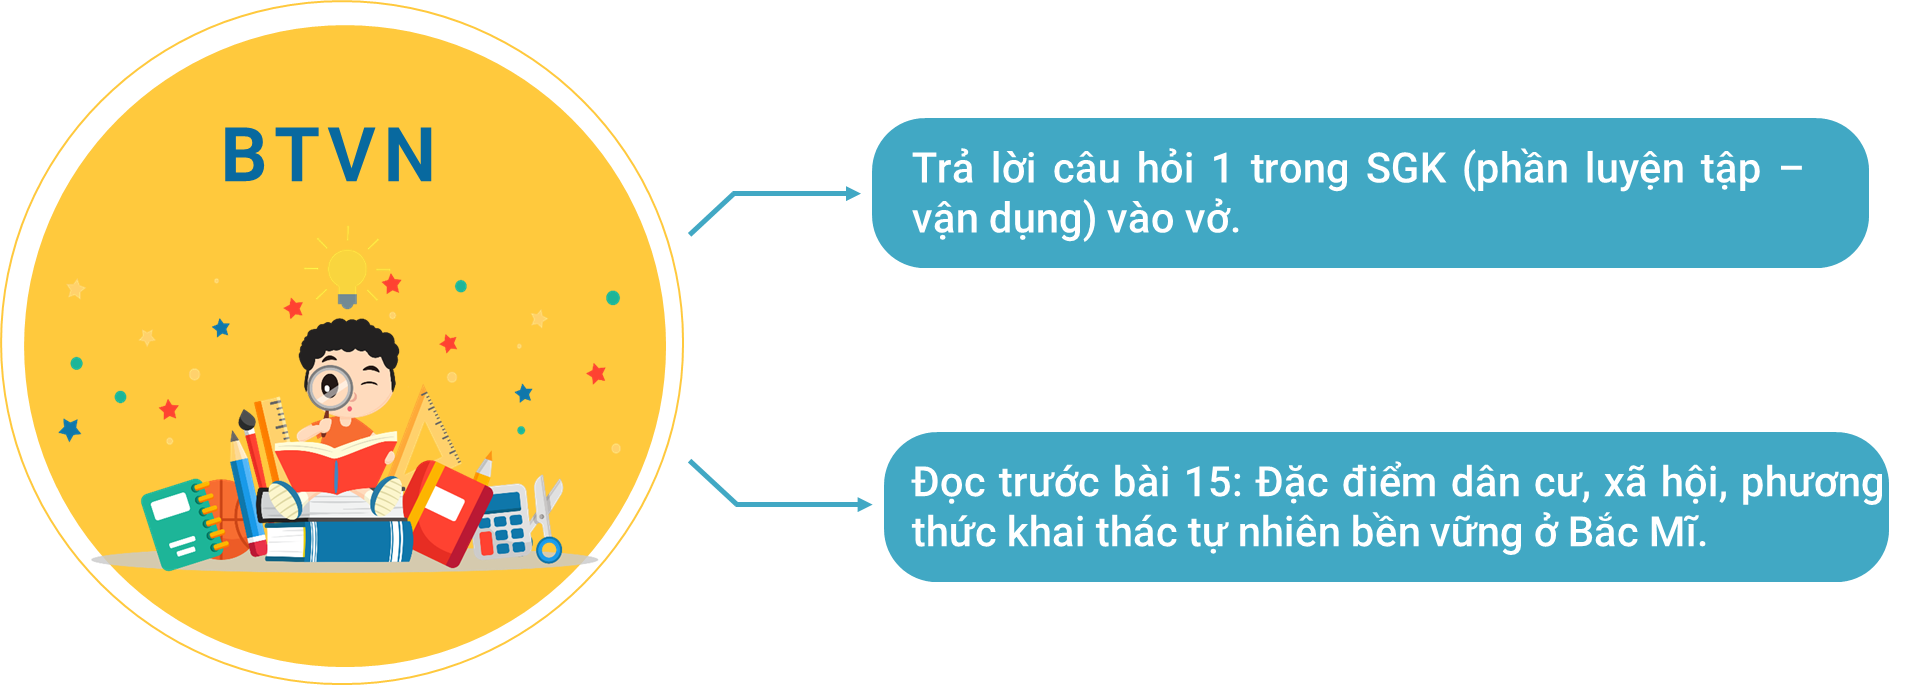 BTVN
Trả lời câu hỏi 1 trong SGK (phần luyện tập –
vận dụng) vào vở.
Đọc trước bài 15: Đặc điểm dân cư, xã hội, phương
thức khai thác tự nhiên bền vững ở Bắc Mĩ.